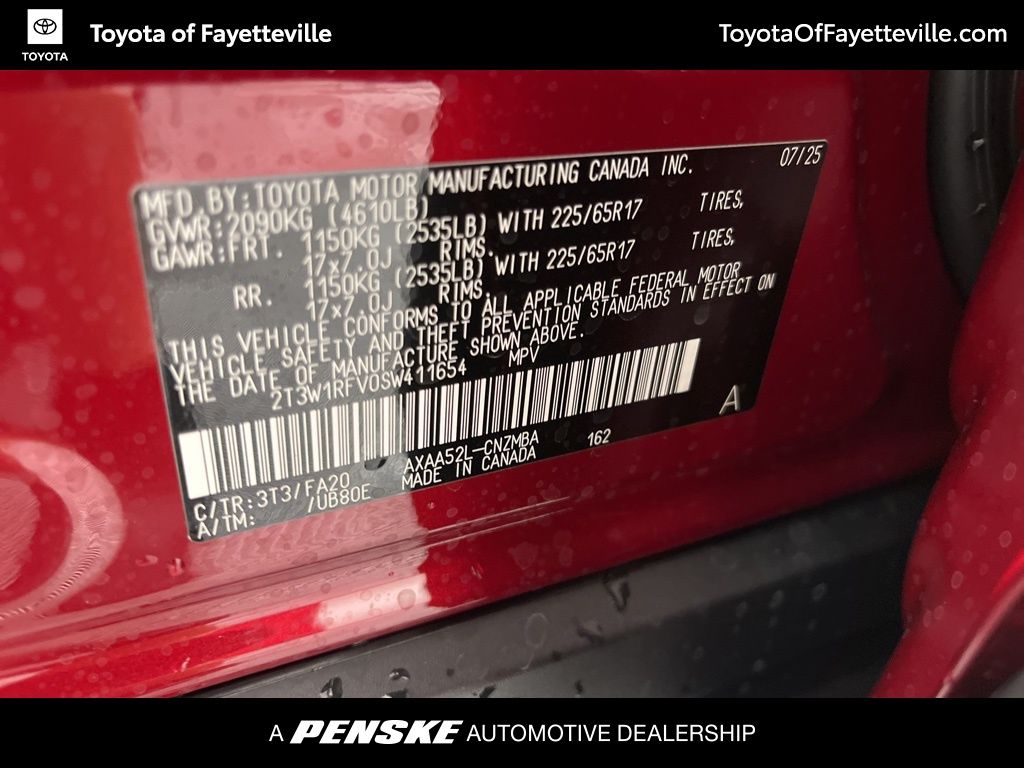 TOYOTA
Toyota of Fayetteville
ToyotaOfFayetteville.com
07/25
MFD. BY: TOYOTA MOTOR MANUFACTURING CANADA INC.
GVWR: 2090KG (4610LB)
GAWR: FRT. 1150KG (2535LB) WITH 225/65R17 TIRES,
17x7.0J RIMS.
RR. 1150KG (2535LB) WITH 225/65R17 TIRES,
17x7.0J RIMS.
THIS VEHICLE CONFORMS TO ALL APPLICABLE FEDERAL MOTOR
VEHICLE SAFETY AND THEFT PREVENTION STANDARDS IN EFFECT ON
THE DATE OF MANUFACTURE SHOWN ABOVE.
2T3W1RFV0SW411654 MPV
A
C/TR: 3T3/FA20 AXAA52L-CNZMBA 162
A/TM: /UB80E MADE IN CANADA
A PENSKE AUTOMOTIVE DEALERSHIP